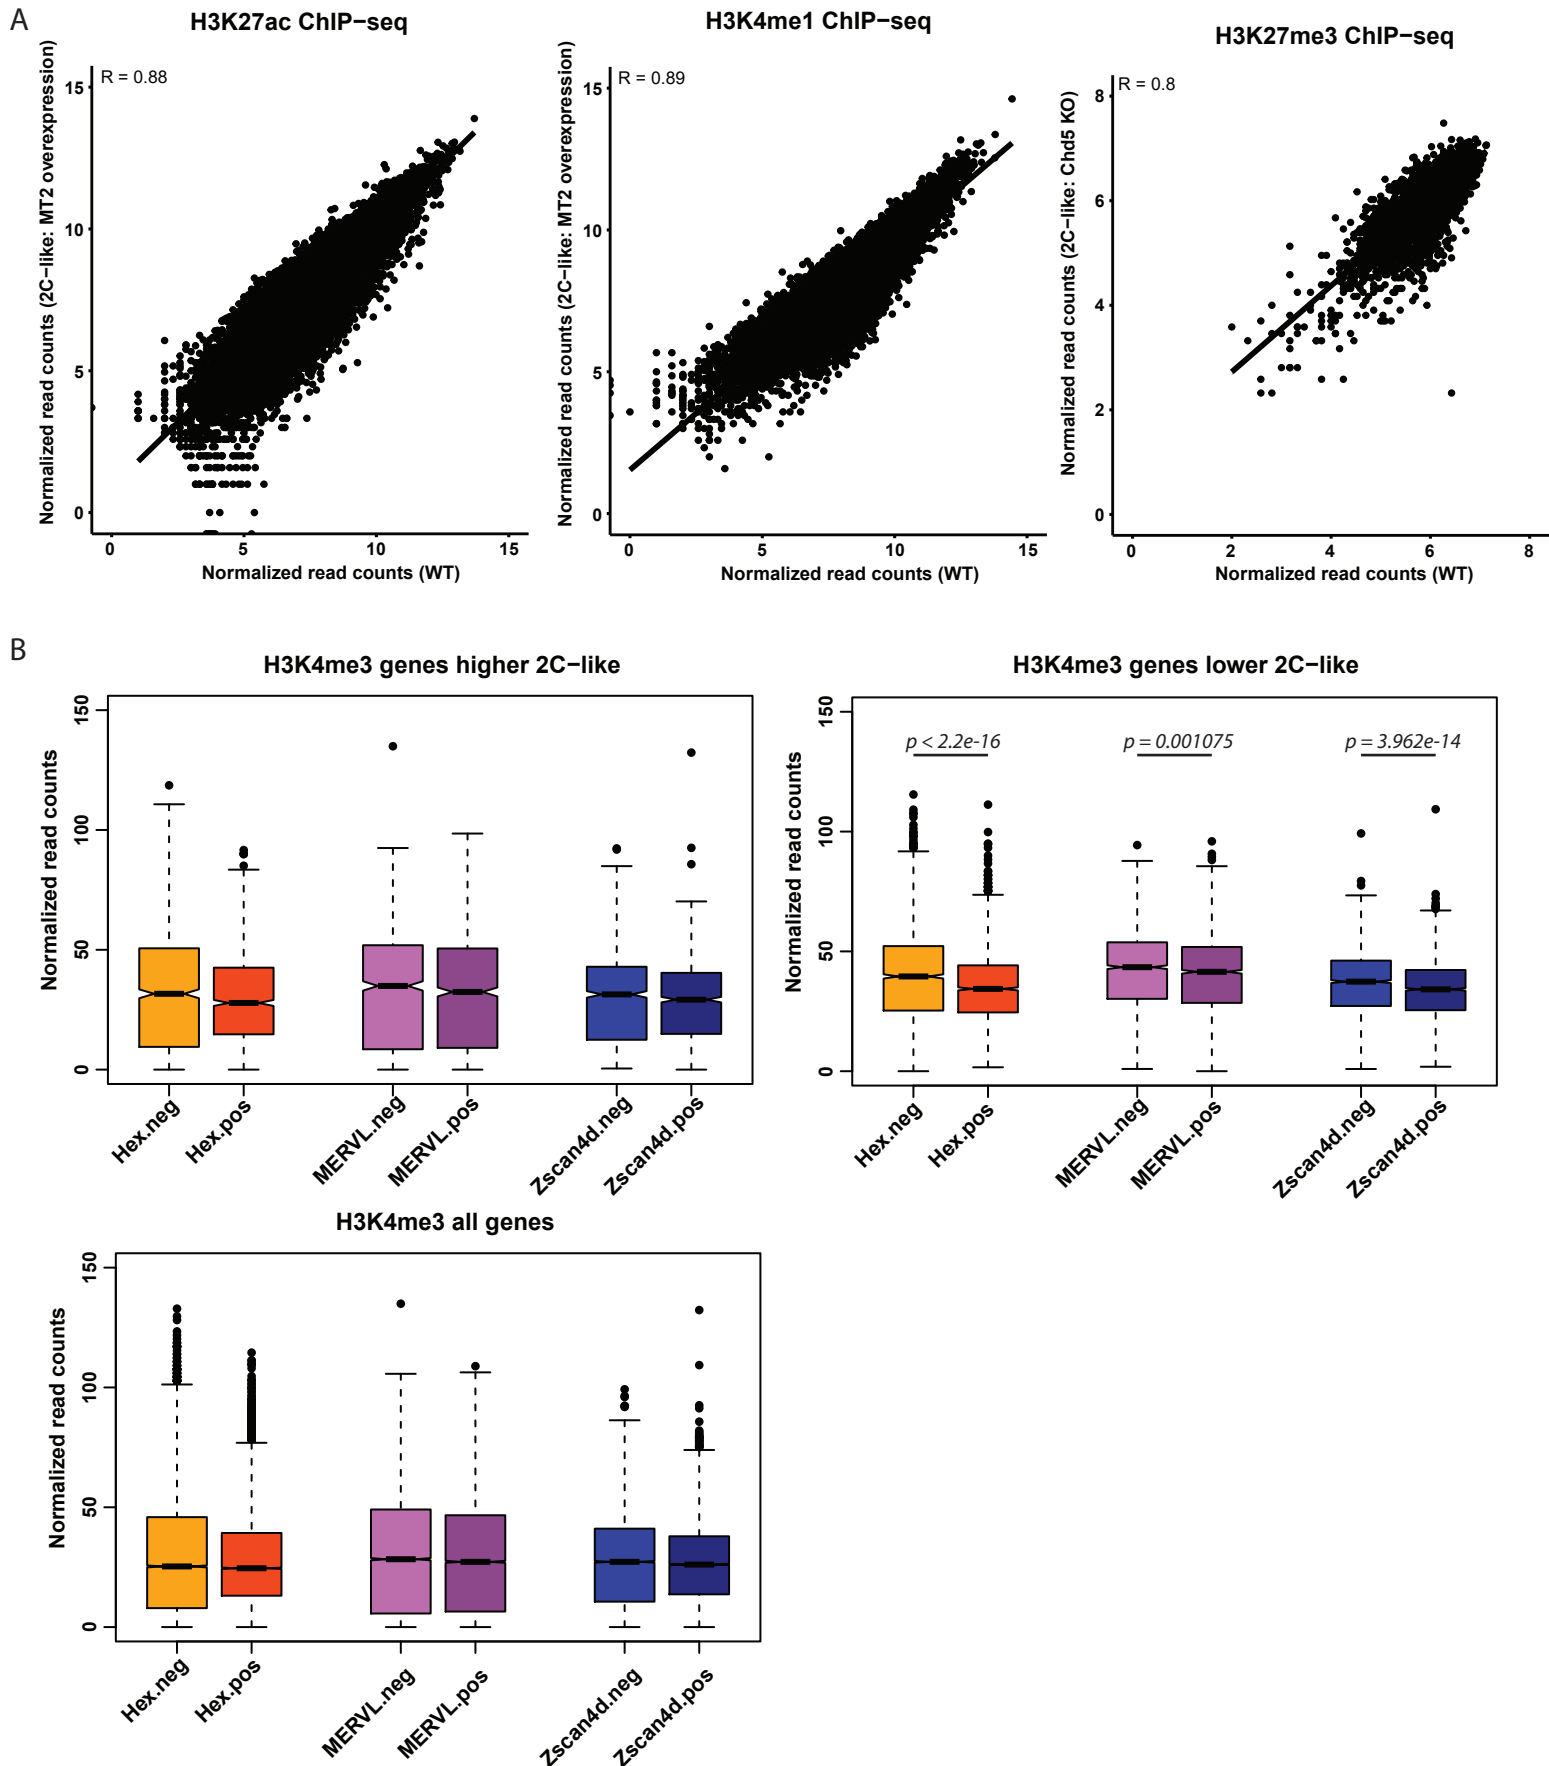 A
H3K27ac ChIP−seq
R = 0.88
Normalized read counts (2C−like: MT2 overexpression)
15
10
5
0
0 5 10 15
Normalized read counts (WT)
H3K4me1 ChIP−seq
R = 0.89
Normalized read counts (2C−like: MT2 overexpression)
15
10
5
0
0 5 10 15
Normalized read counts (WT)
H3K27me3 ChIP−seq
R = 0.8
Normalized read counts (2C−like: Chd5 KO)
8
6
4
2
0
0 2 4 6 8
Normalized read counts (WT)
B
H3K4me3 genes higher 2C−like
Normalized read counts
150
100
50
0
Hex.neg
Hex.pos
MERVL.neg
MERVL.pos
Zscan4d.neg
Zscan4d.pos
H3K4me3 genes lower 2C−like
Normalized read counts
150
100
50
0
p < 2.2e-16
p = 0.001075
p = 3.962e-14
Hex.neg
Hex.pos
MERVL.neg
MERVL.pos
Zscan4d.neg
Zscan4d.pos
H3K4me3 all genes
Normalized read counts
150
100
50
0
Hex.neg
Hex.pos
MERVL.neg
MERVL.pos
Zscan4d.neg
Zscan4d.pos